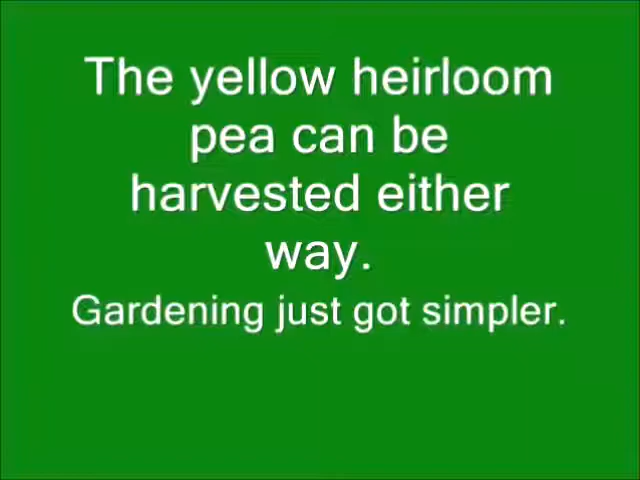 The yellow heirloom
pea can be
harvested either
way.
Gardening just got simpler.